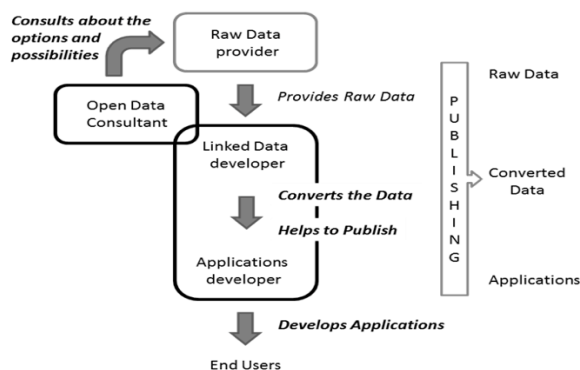 Consults about the
options and
possibilities
Raw Data
provider
Open Data
Consultant
Provides Raw Data
Linked Data
developer
Converts the Data
Helps to Publish
Applications
developer
Develops Applications
End Users
PUBLISHING
Raw Data
Converted
Data
Applications